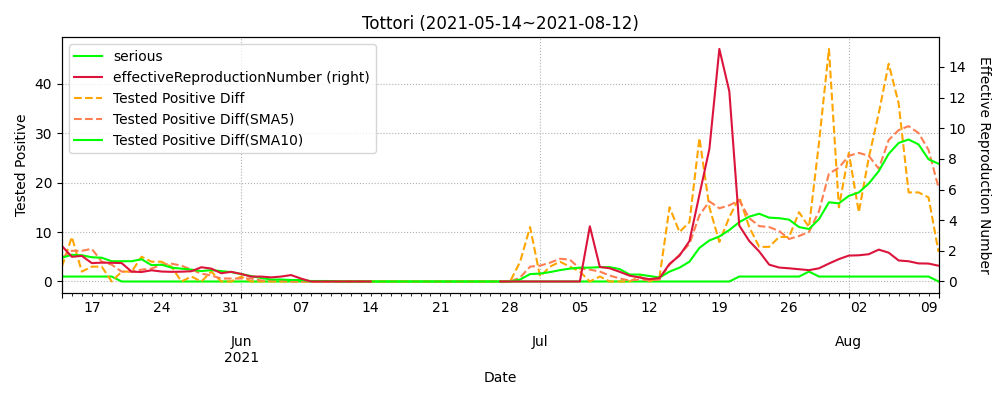 Tottori (2021-05-14~2021-08-12)
serious
effectiveReproductionNumber (right)
Tested Positive Diff
Tested Positive Diff(SMA5)
Tested Positive Diff(SMA10)
Tested Positive
40
30
20
10
0
Effective Reproduction Number
14
12
10
8
6
4
2
0
17 24 31 07 14 21 28 05 12 19 26 02 09
Jun Jul Aug
2021
Date